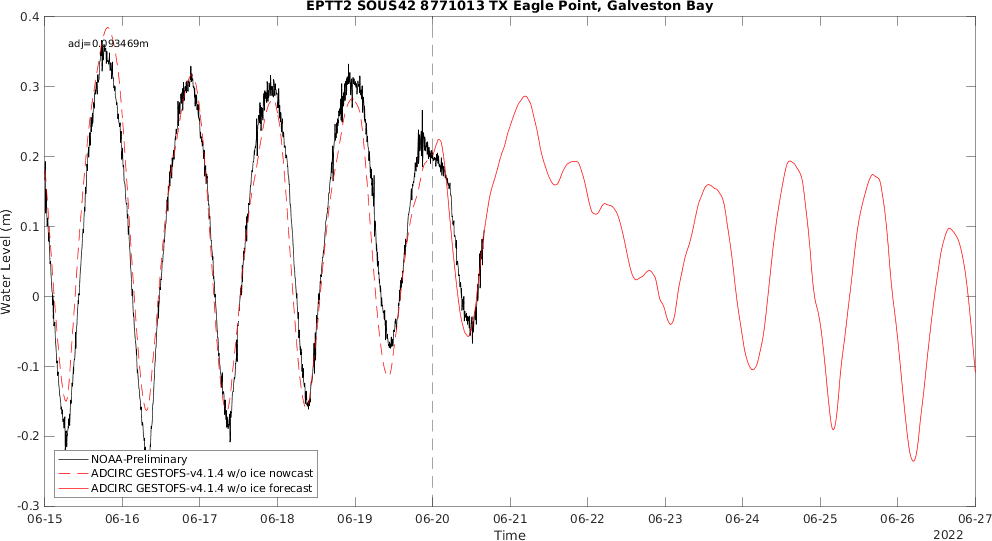 EPTT2 SOUS42 8771013 TX Eagle Point, Galveston Bay
adj=0.093469m
0.4
0.3
0.2
0.1
0
-0.1
-0.2
-0.3
Water Level (m)
NOAA-Preliminary
ADCIRC GESTOFS-v4.1.4 w/o ice nowcast
ADCIRC GESTOFS-v4.1.4 w/o ice forecast
06-15 06-16 06-17 06-18 06-19 06-20 06-21 06-22 06-23 06-24 06-25 06-26 06-27
Time
2022